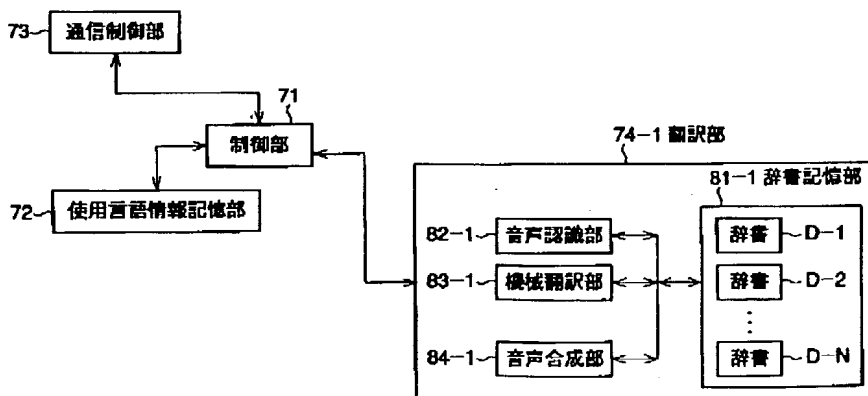 73 通信制御部
71
制御部
72 使用言語情報記憶部
74-1 翻訳部
81-1 辞書記憶部
82-1 音声認識部
辞書 D-1
83-1 機械翻訳部
辞書 D-2
⋮
84-1 音声合成部
辞書 D-N